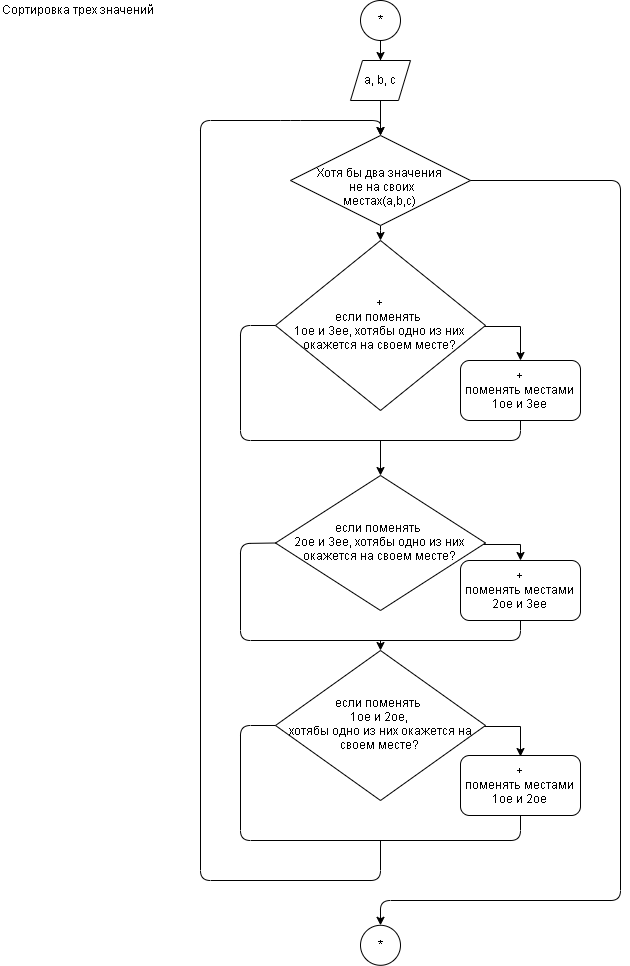 Сортировка трех значений
*
a, b, c
Хотя бы два значения
не на своих
местах(a,b,c)
+
если поменять
1ое и 3ее, хотябы одно из них
окажется на своем месте?
+
поменять местами
1ое и 3ее
если поменять
2ое и 3ее, хотябы одно из них
окажется на своем месте?
+
поменять местами
2ое и 3ее
если поменять
1ое и 2ое,
хотябы одно из них окажется на
своем месте?
+
поменять местами
1ое и 2ое
*